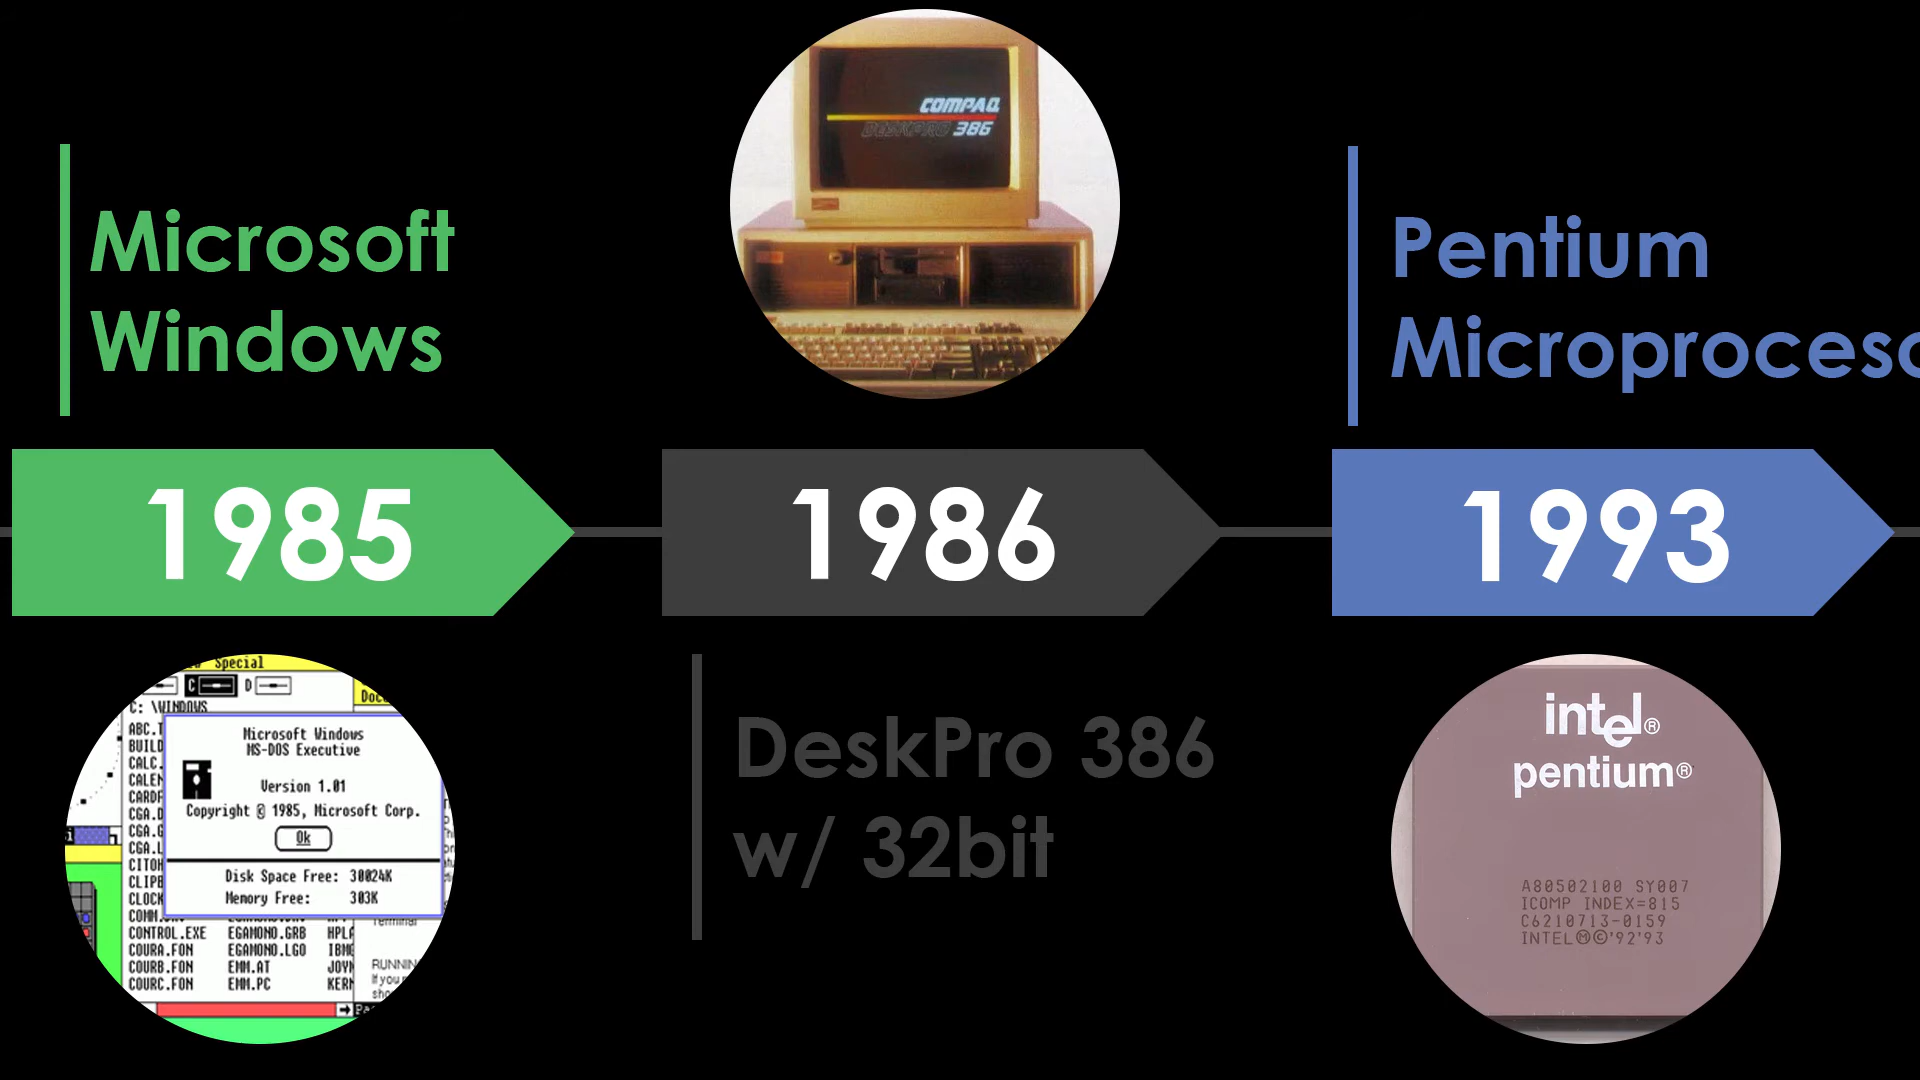 COMPAQ
DESKPRO 386
Microsoft
Windows
Pentium
Microproceso
1985
1986
1993
Special
C D
C: \WINDOWS
Microsoft Windows
MS-DOS Executive
Version 1.01
Copyright © 1985, Microsoft Corp.
Ok
Disk Space Free: 30024K
Memory Free: 303K
CONTROL.EXE EGAMONO.GRB
COURA.FON EGAMONO.LGO
COURB.FON EMM.AT
COURC.FON EMM.PC
DeskPro 386
w/ 32bit
intel®
pentium®
A80502100 SY007
ICOMP INDEX=815
C6210713-0159
INTELⓂ©'92'93